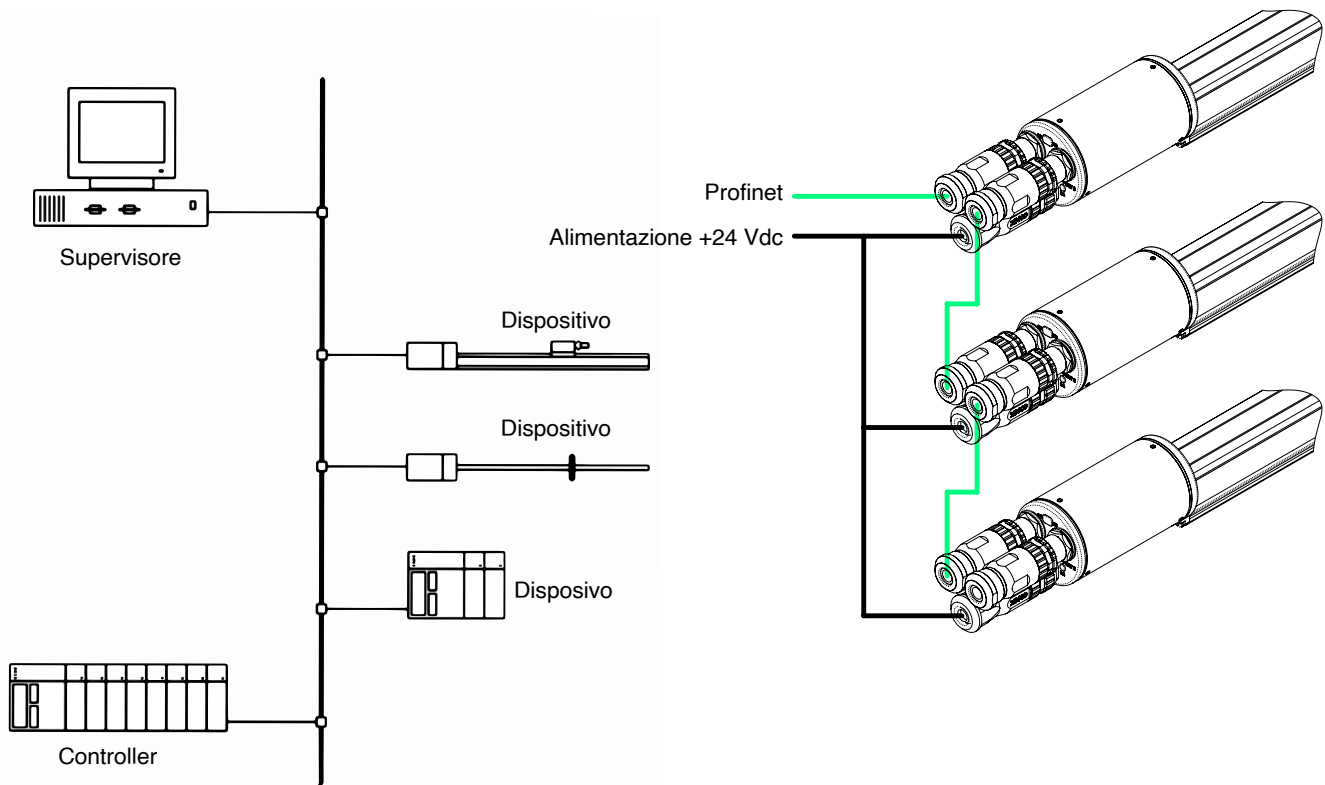 Supervisore
Dispositivo
Dispositivo
Disposivo
Controller
Profinet
Alimentazione +24 Vdc